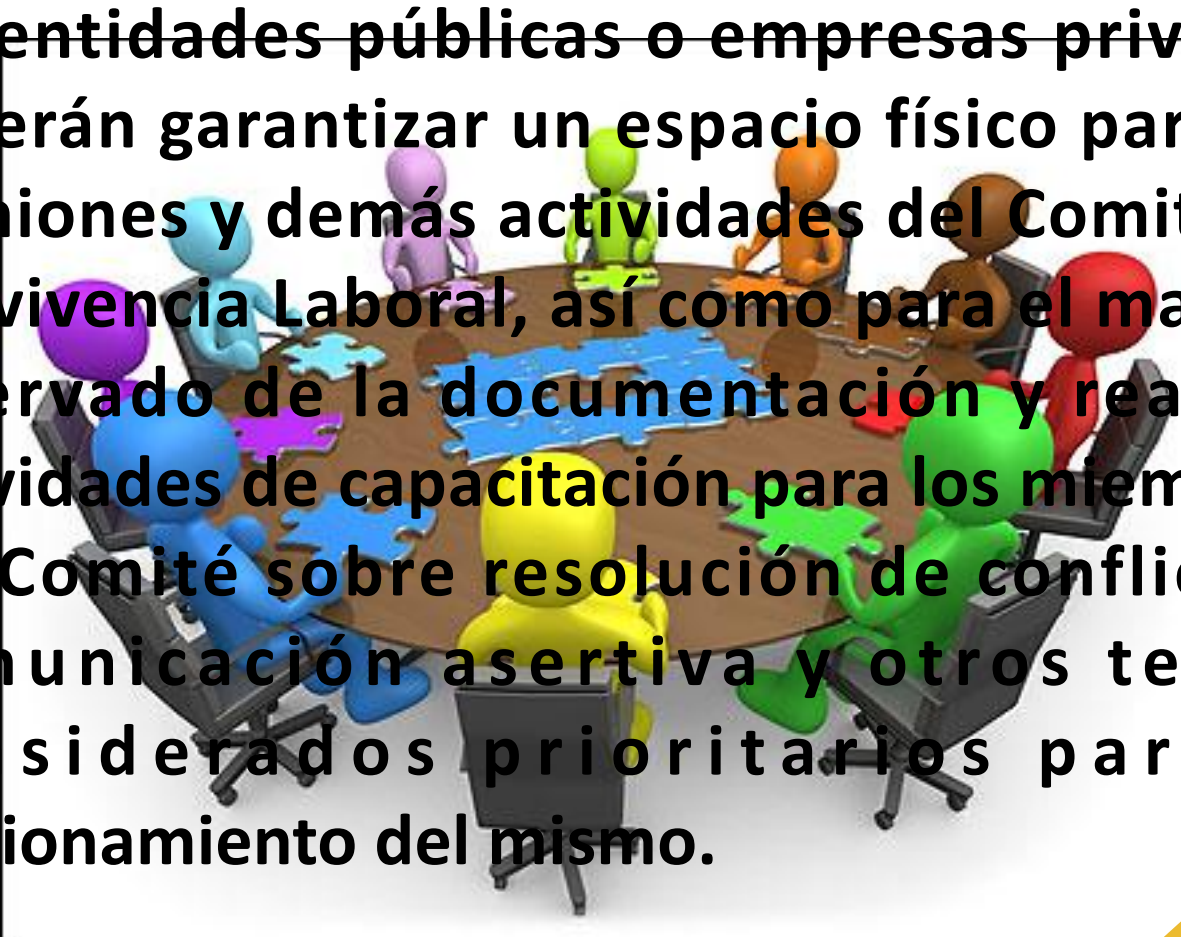 entidades públicas o empresas priv
erán garantizar un espacio físico par
niones y demás actividades del Comit
vivencia Laboral, así como para el ma
ervado de la documentación y rea
vidades de capacitación para los miem
Comité sobre resolución de conflic
nunicación asertiva y otros te
siderados prioritarios par
ionamiento del mismo.